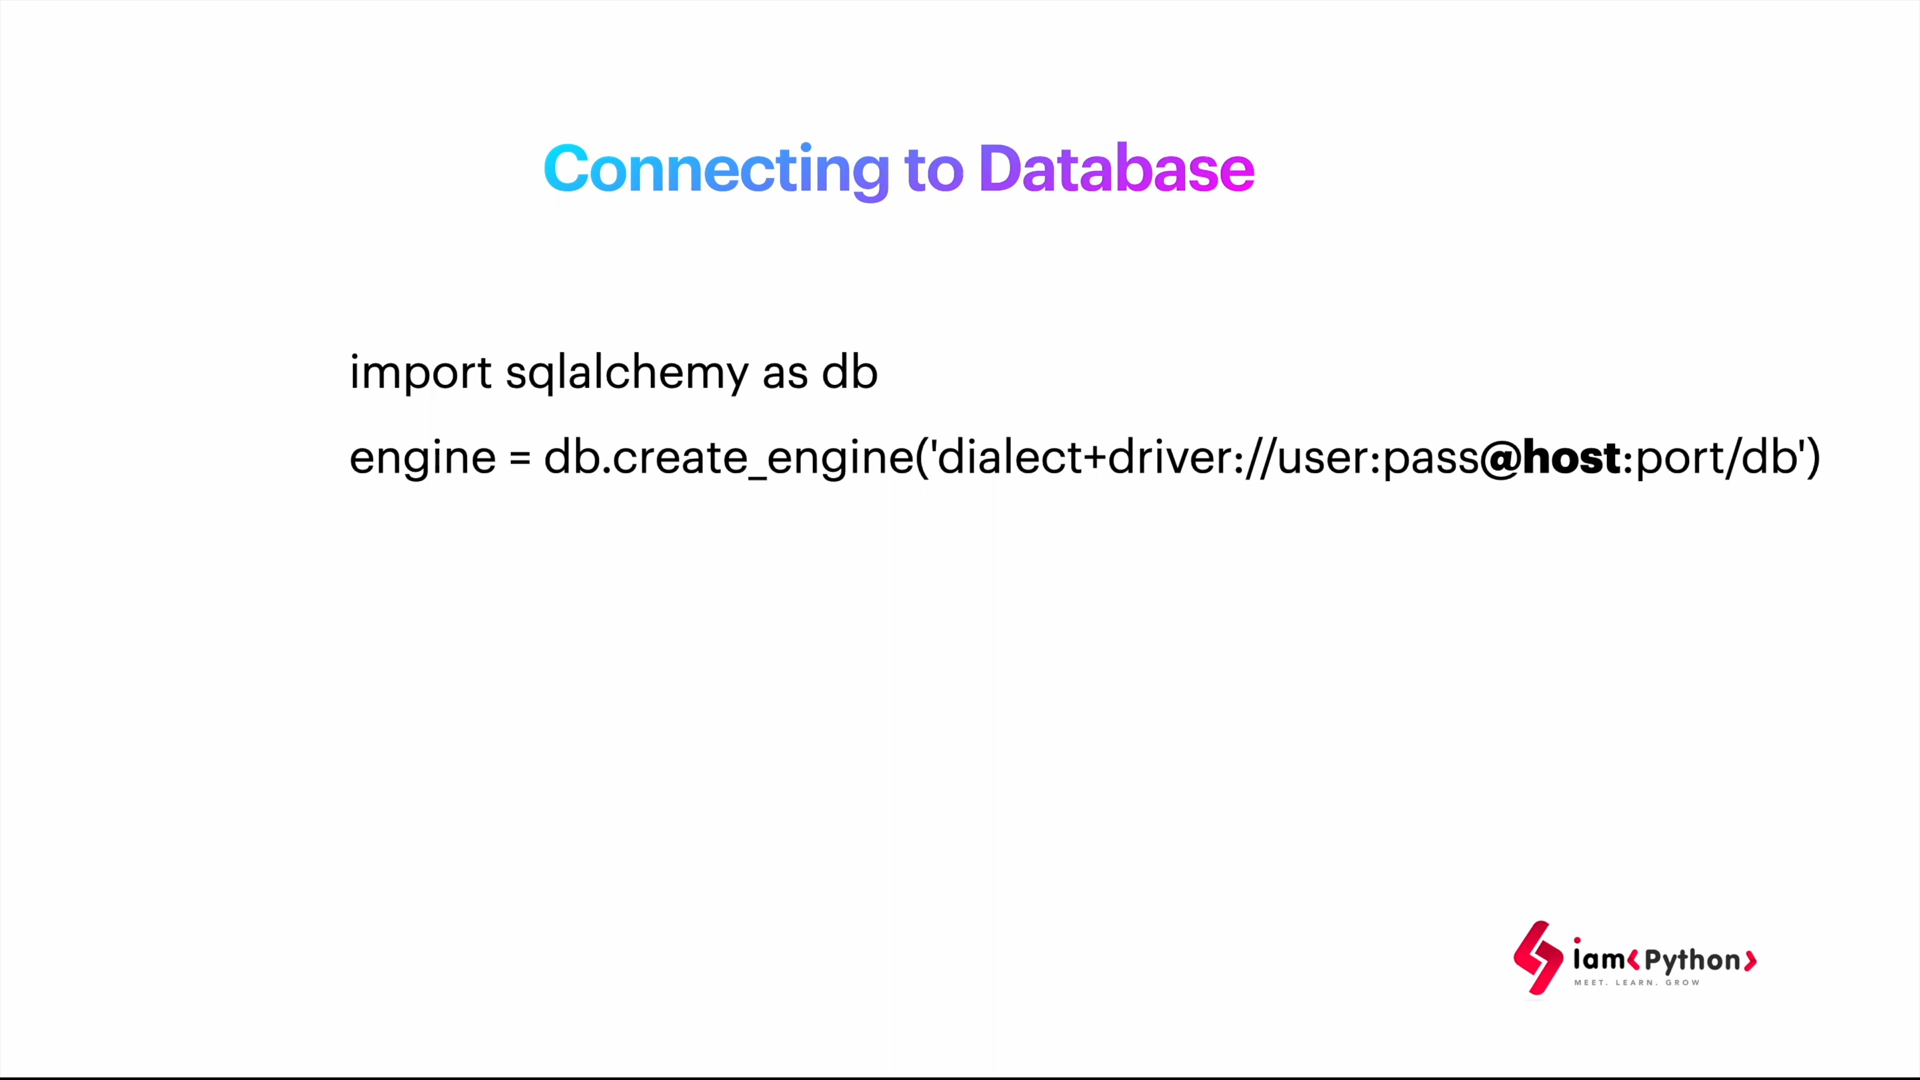 Connecting to Database
import sqlalchemy as db
engine = db.create_engine('dialect+driver://user:pass@host:port/db')
iam<Python>
MEET. LEARN. GROW